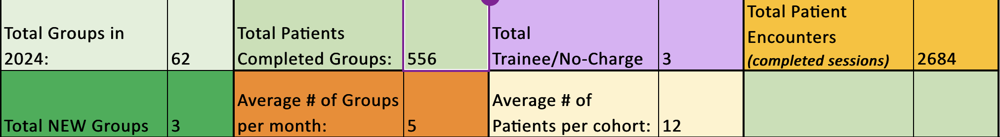 Total Groups in
2024:
62
Total Patients
Completed Groups:
556
Total
Trainee/No-Charge
3
Total Patient
Encounters
(completed sessions)
2684
Total NEW Groups
3
Average # of Groups
per month:
5
Average # of
Patients per cohort:
12